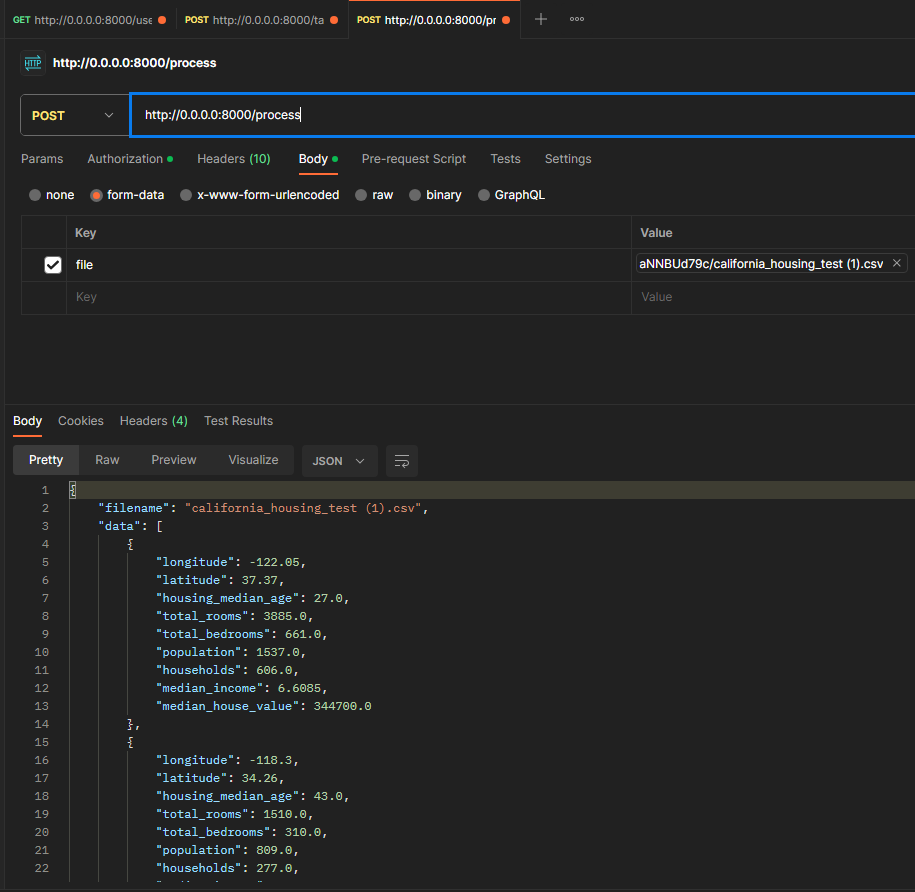 GET http://0.0.0.0:8000/use POST http://0.0.0.0:8000/ta POST http://0.0.0.0:8000/pr
HTTP http://0.0.0.0:8000/process
POST http://0.0.0.0:8000/process
Params Authorization Headers (10) Body Pre-request Script Tests Settings
none form-data x-www-form-urlencoded raw binary GraphQL
Key Value
file aNNBUd79c/california_housing_test (1).csv
Key Value
Body Cookies Headers (4) Test Results
Pretty Raw Preview Visualize JSON
1 {
2 "filename": "california_housing_test (1).csv",
3 "data": [
4 {
5 "longitude": -122.05,
6 "latitude": 37.37,
7 "housing_median_age": 27.0,
8 "total_rooms": 3885.0,
9 "total_bedrooms": 661.0,
10 "population": 1537.0,
11 "households": 606.0,
12 "median_income": 6.6085,
13 "median_house_value": 344700.0
14 },
15 {
16 "longitude": -118.3,
17 "latitude": 34.26,
18 "housing_median_age": 43.0,
19 "total_rooms": 1510.0,
20 "total_bedrooms": 310.0,
21 "population": 809.0,
22 "households": 277.0,